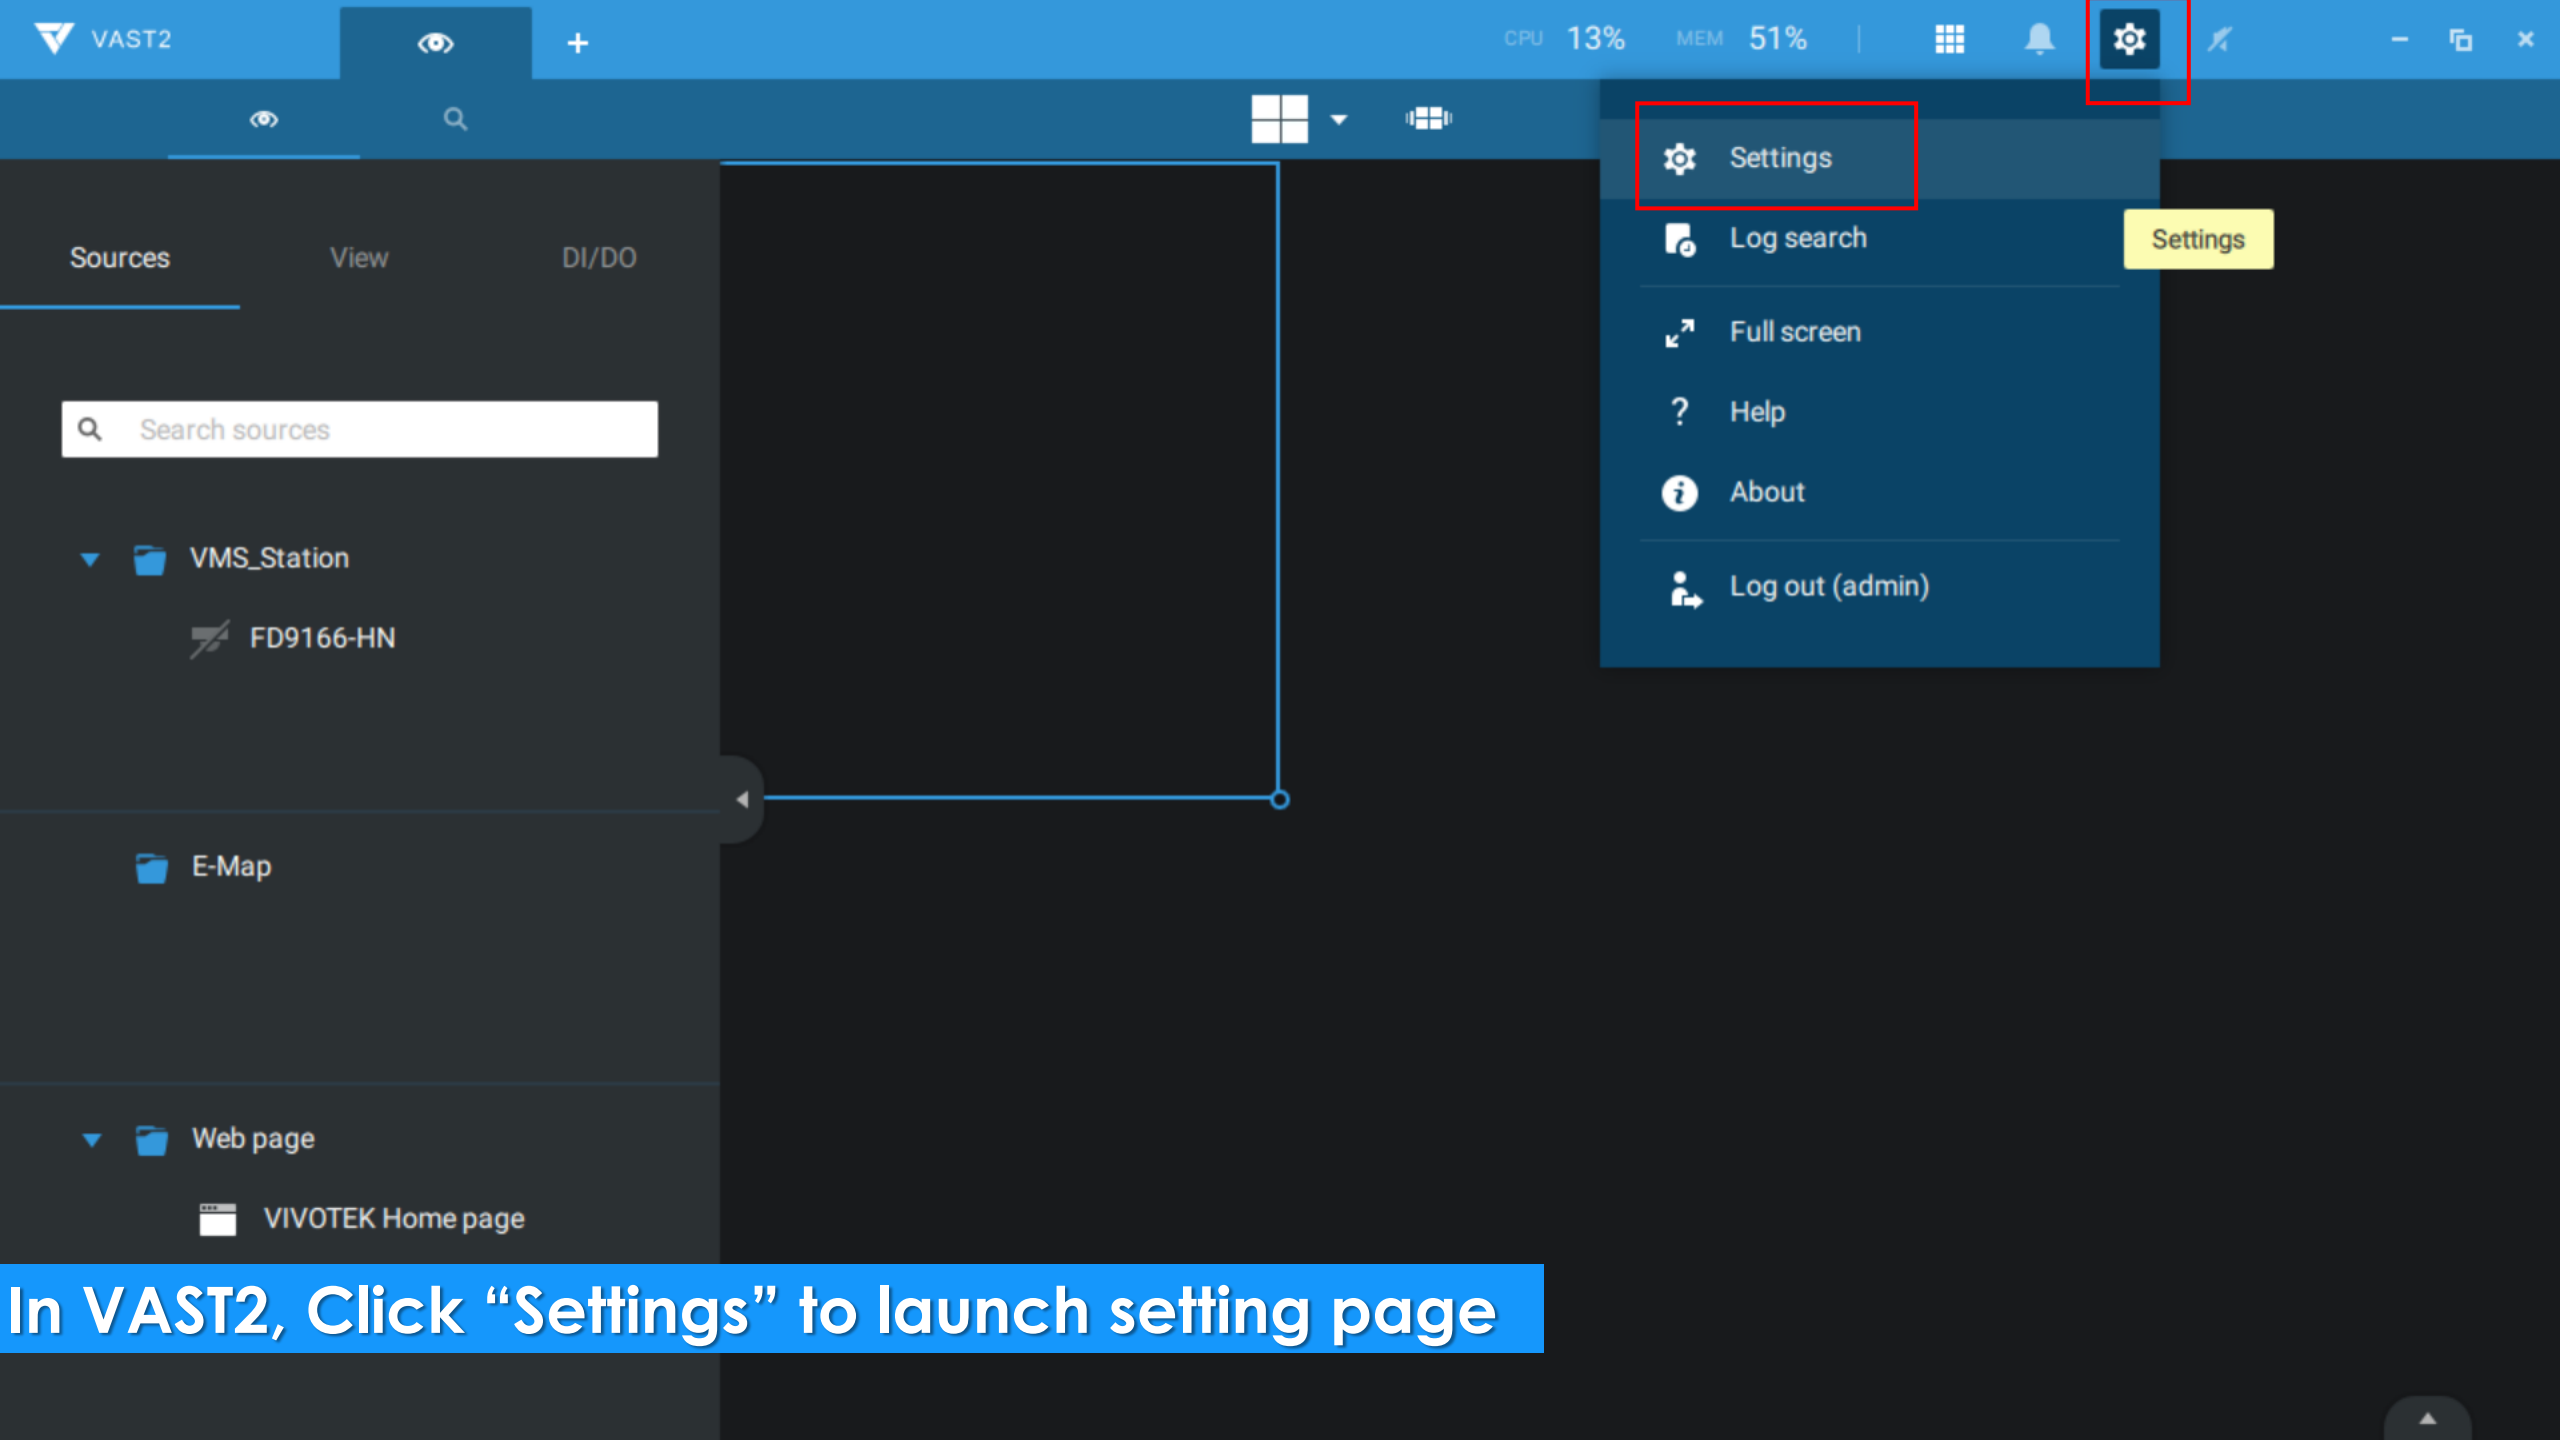 VAST2
CPU 13% MEM 51%
Settings
Log search
Settings
Full screen
Help
About
Log out (admin)
Sources View DI/DO
Search sources
VMS_Station
FD9166-HN
E-Map
Web page
VIVOTEK Home page
In VAST2, Click “Settings” to launch setting page